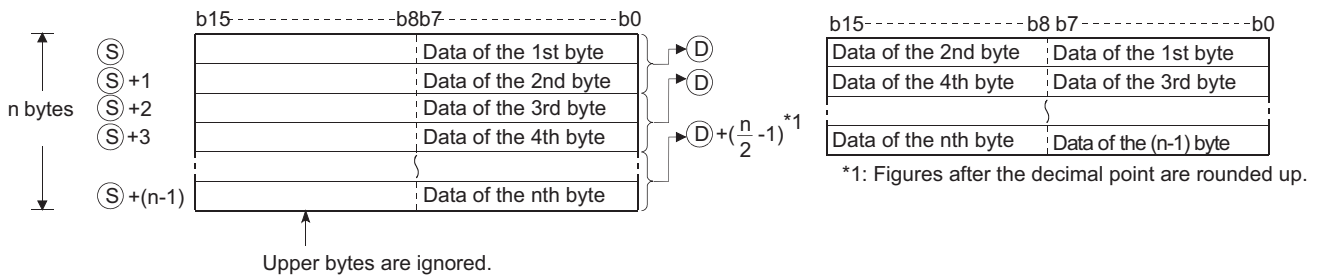 b15 b8b7 b0
b15 b8 b7 b0
n bytes
S Data of the 1st byte D Data of the 2nd byte Data of the 1st byte
S +1 Data of the 2nd byte D Data of the 4th byte Data of the 3rd byte
S +2 Data of the 3rd byte
S +3 Data of the 4th byte D+(n/2 -1)*1 Data of the nth byte Data of the (n-1) byte
S +(n-1) Data of the nth byte
*1: Figures after the decimal point are rounded up.
Upper bytes are ignored.